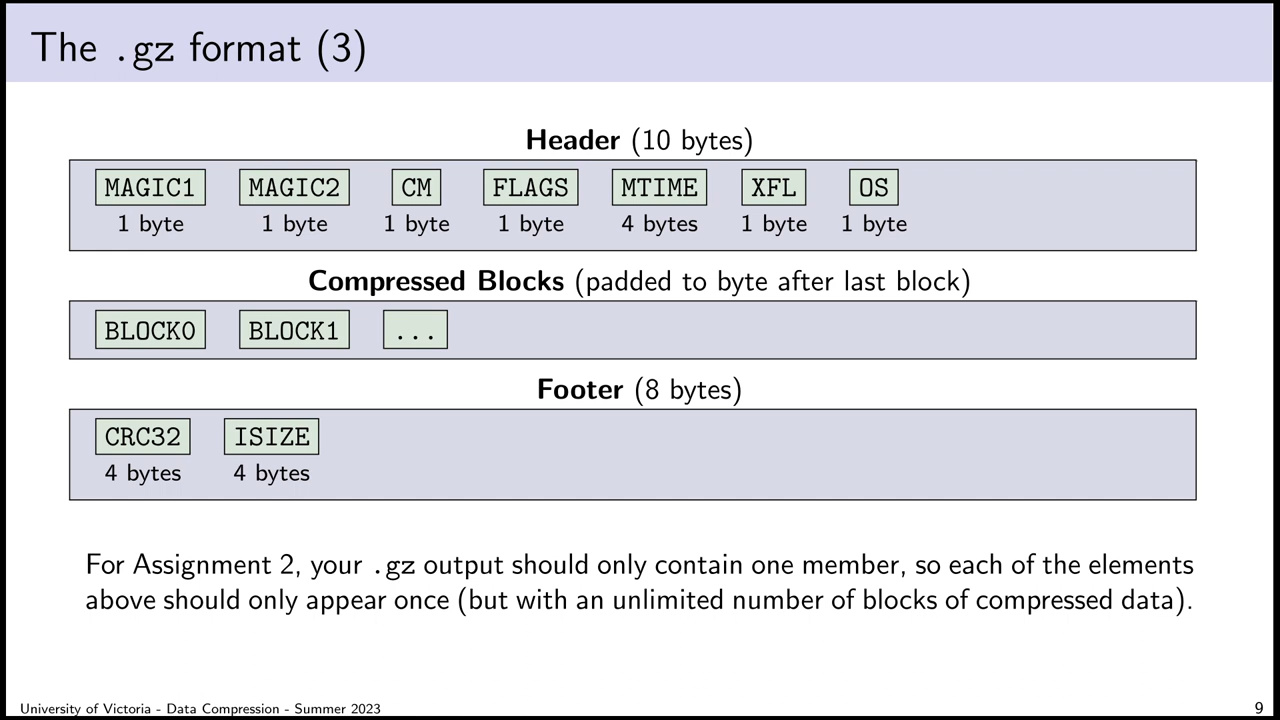 The .gz format (3)
Header (10 bytes)
MAGIC1 MAGIC2 CM FLAGS MTIME XFL OS
1 byte 1 byte 1 byte 1 byte 4 bytes 1 byte 1 byte
Compressed Blocks (padded to byte after last block)
BLOCK0 BLOCK1 ...
Footer (8 bytes)
CRC32 ISIZE
4 bytes 4 bytes
For Assignment 2, your .gz output should only contain one member, so each of the elements
above should only appear once (but with an unlimited number of blocks of compressed data).
University of Victoria - Data Compression - Summer 2023 9